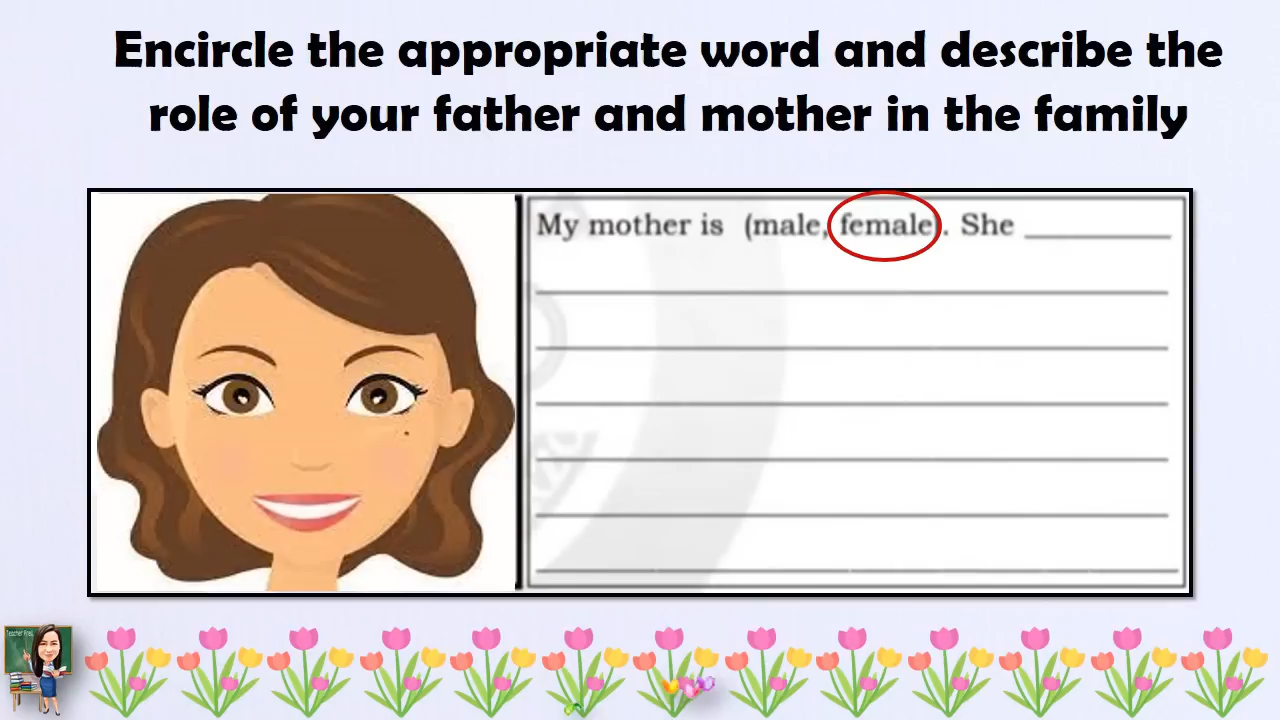 Encircle the appropriate word and describe the
role of your father and mother in the family
My mother is (male, female). She